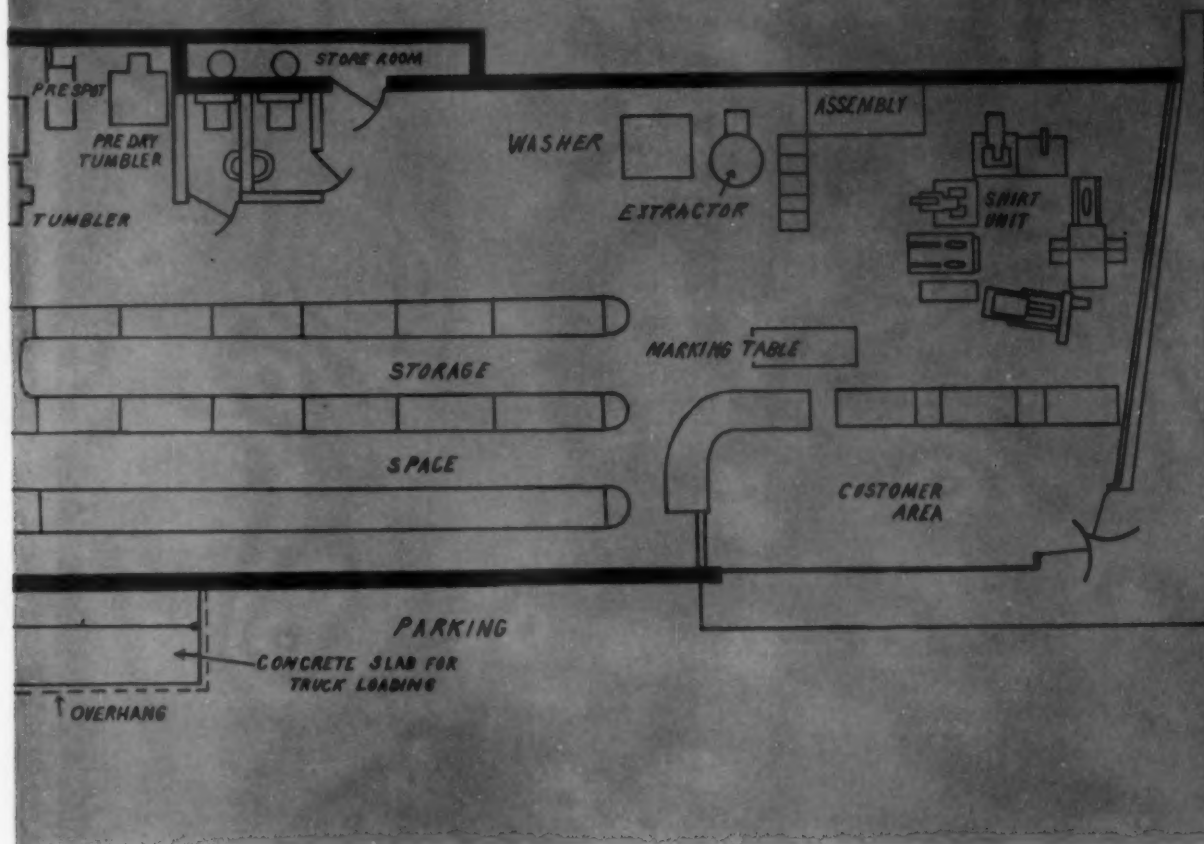 STORE ROOM
PRESPOT
PRE DRY
TUMBLER
TUMBLER
WASHER
EXTRACTOR
ASSEMBLY
SHIRT
UNIT
STORAGE
MARKING TABLE
SPACE
CUSTOMER
AREA
PARKING
CONCRETE SLAB FOR
TRUCK LOADING
OVERHANG